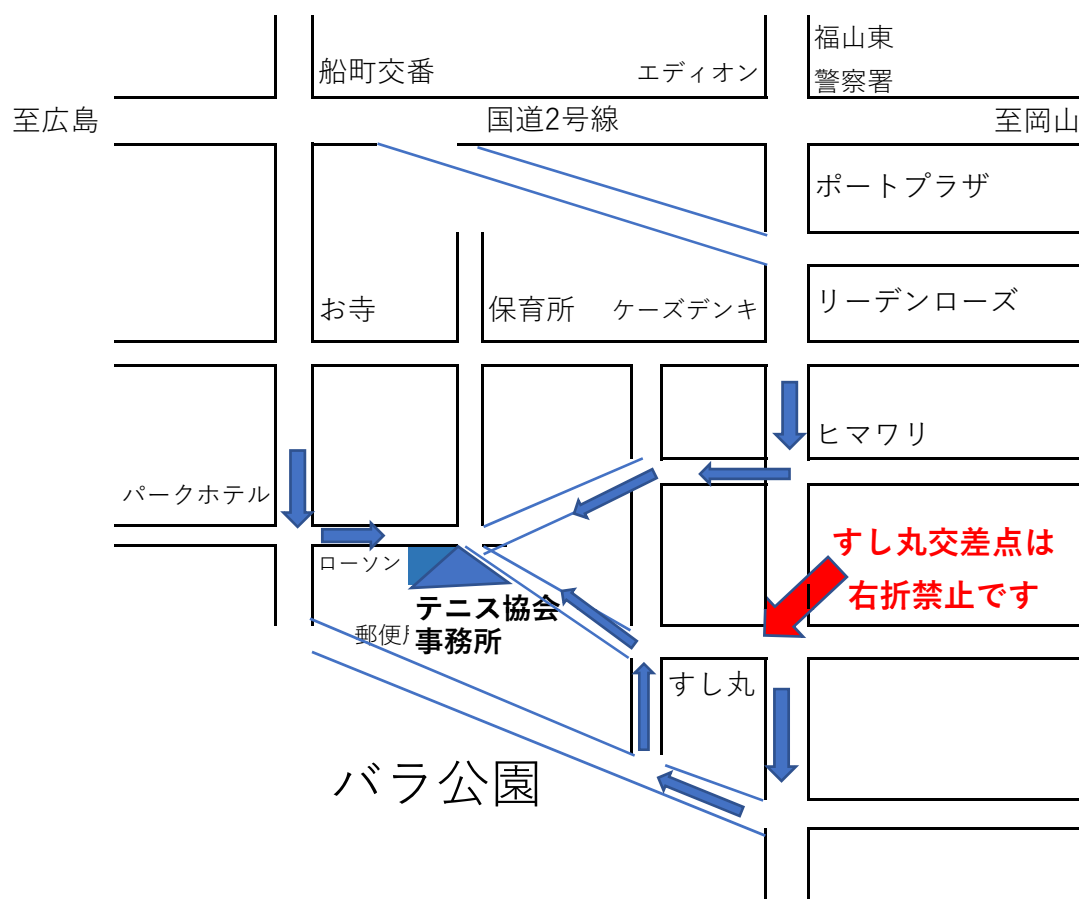 福山東
警察署
船町交番
エディオン
至広島
国道2号線
至岡山
ポートプラザ
お寺
保育所
ケーズデンキ
リーデンローズ
ヒマワリ
パークホテル
ローソン
すし丸交差点は
右折禁止です
テニス協会
事務所
郵便
すし丸
バラ公園